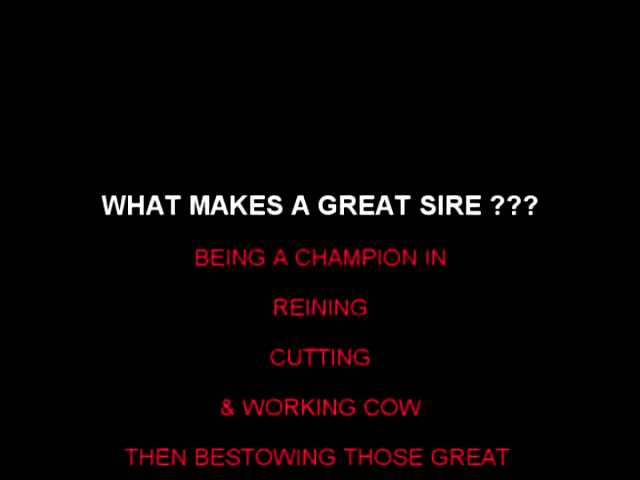 WHAT MAKES A GREAT SIRE ???
BEING A CHAMPION IN
REINING
CUTTING
& WORKING COW
THEN BESTOWING THOSE GREAT